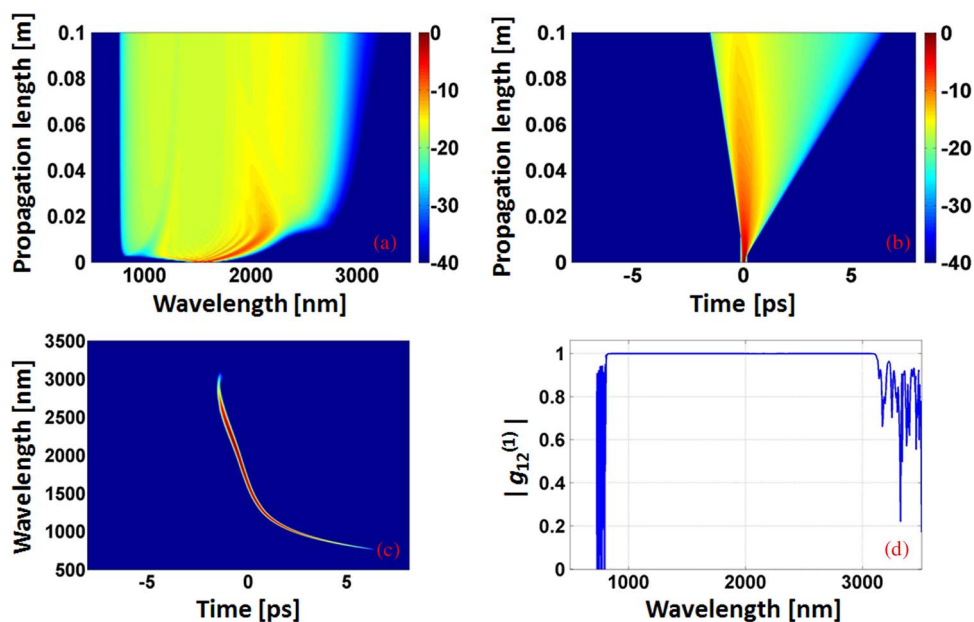 0.1
0.08
0.06
0.04
0.02
0
Propagation length [m]
1000 2000 3000
Wavelength [nm]
0
-10
-20
-30
-40
(a)
0.1
0.08
0.06
0.04
0.02
0
Propagation length [m]
-5 0 5
Time [ps]
0
-10
-20
-30
-40
(b)
3500
3000
2500
2000
1500
1000
500
Wavelength [nm]
-5 0 5
Time [ps]
(c)
1
0.8
0.6
0.4
0.2
0
| g12(1) |
1000 2000 3000
Wavelength [nm]
(d)